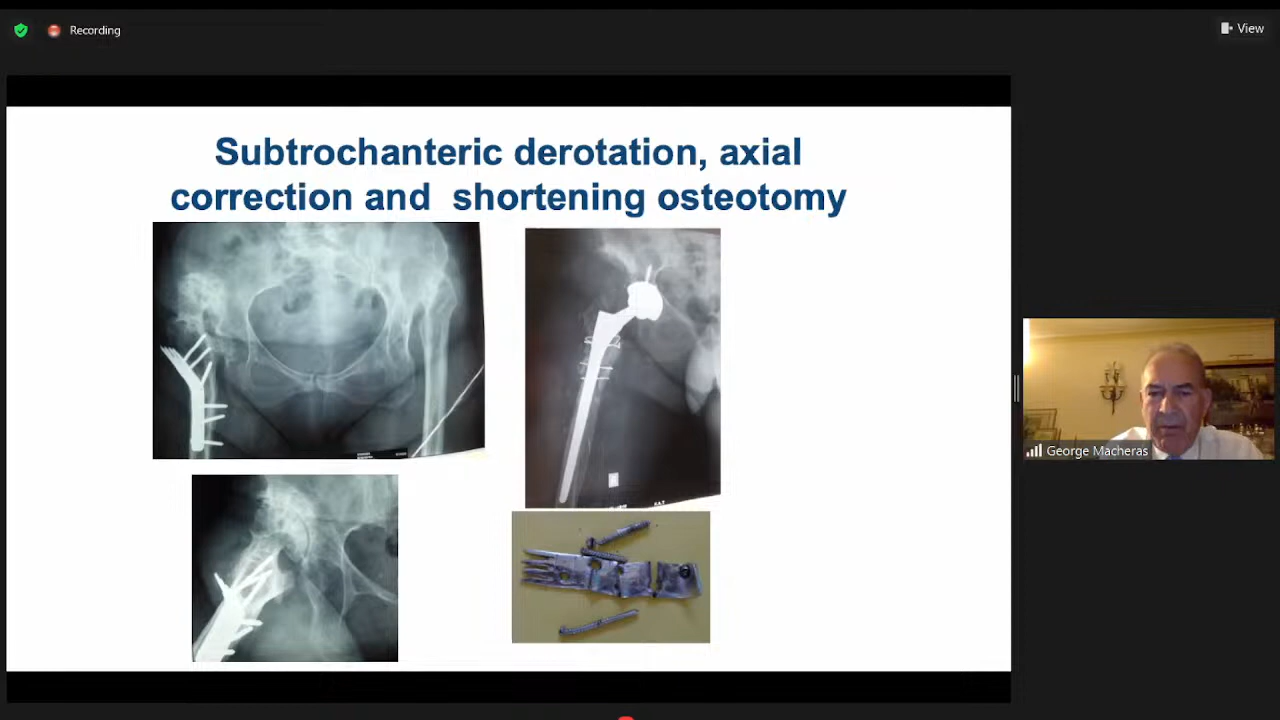 Recording
View
Subtrochanteric derotation, axial
correction and shortening osteotomy
George Macheras